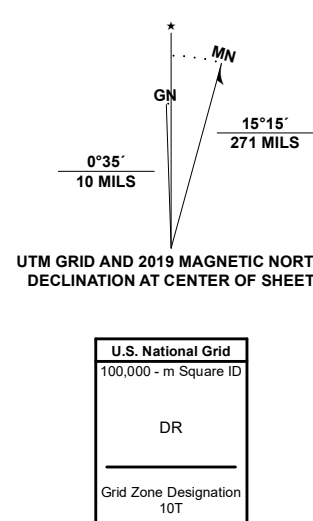 ★
MN
GN
15°15´
271 MILS
0°35´
10 MILS
UTM GRID AND 2019 MAGNETIC NORT
DECLINATION AT CENTER OF SHEET
U.S. National Grid
100,000 - m Square ID
DR
Grid Zone Designation
10T